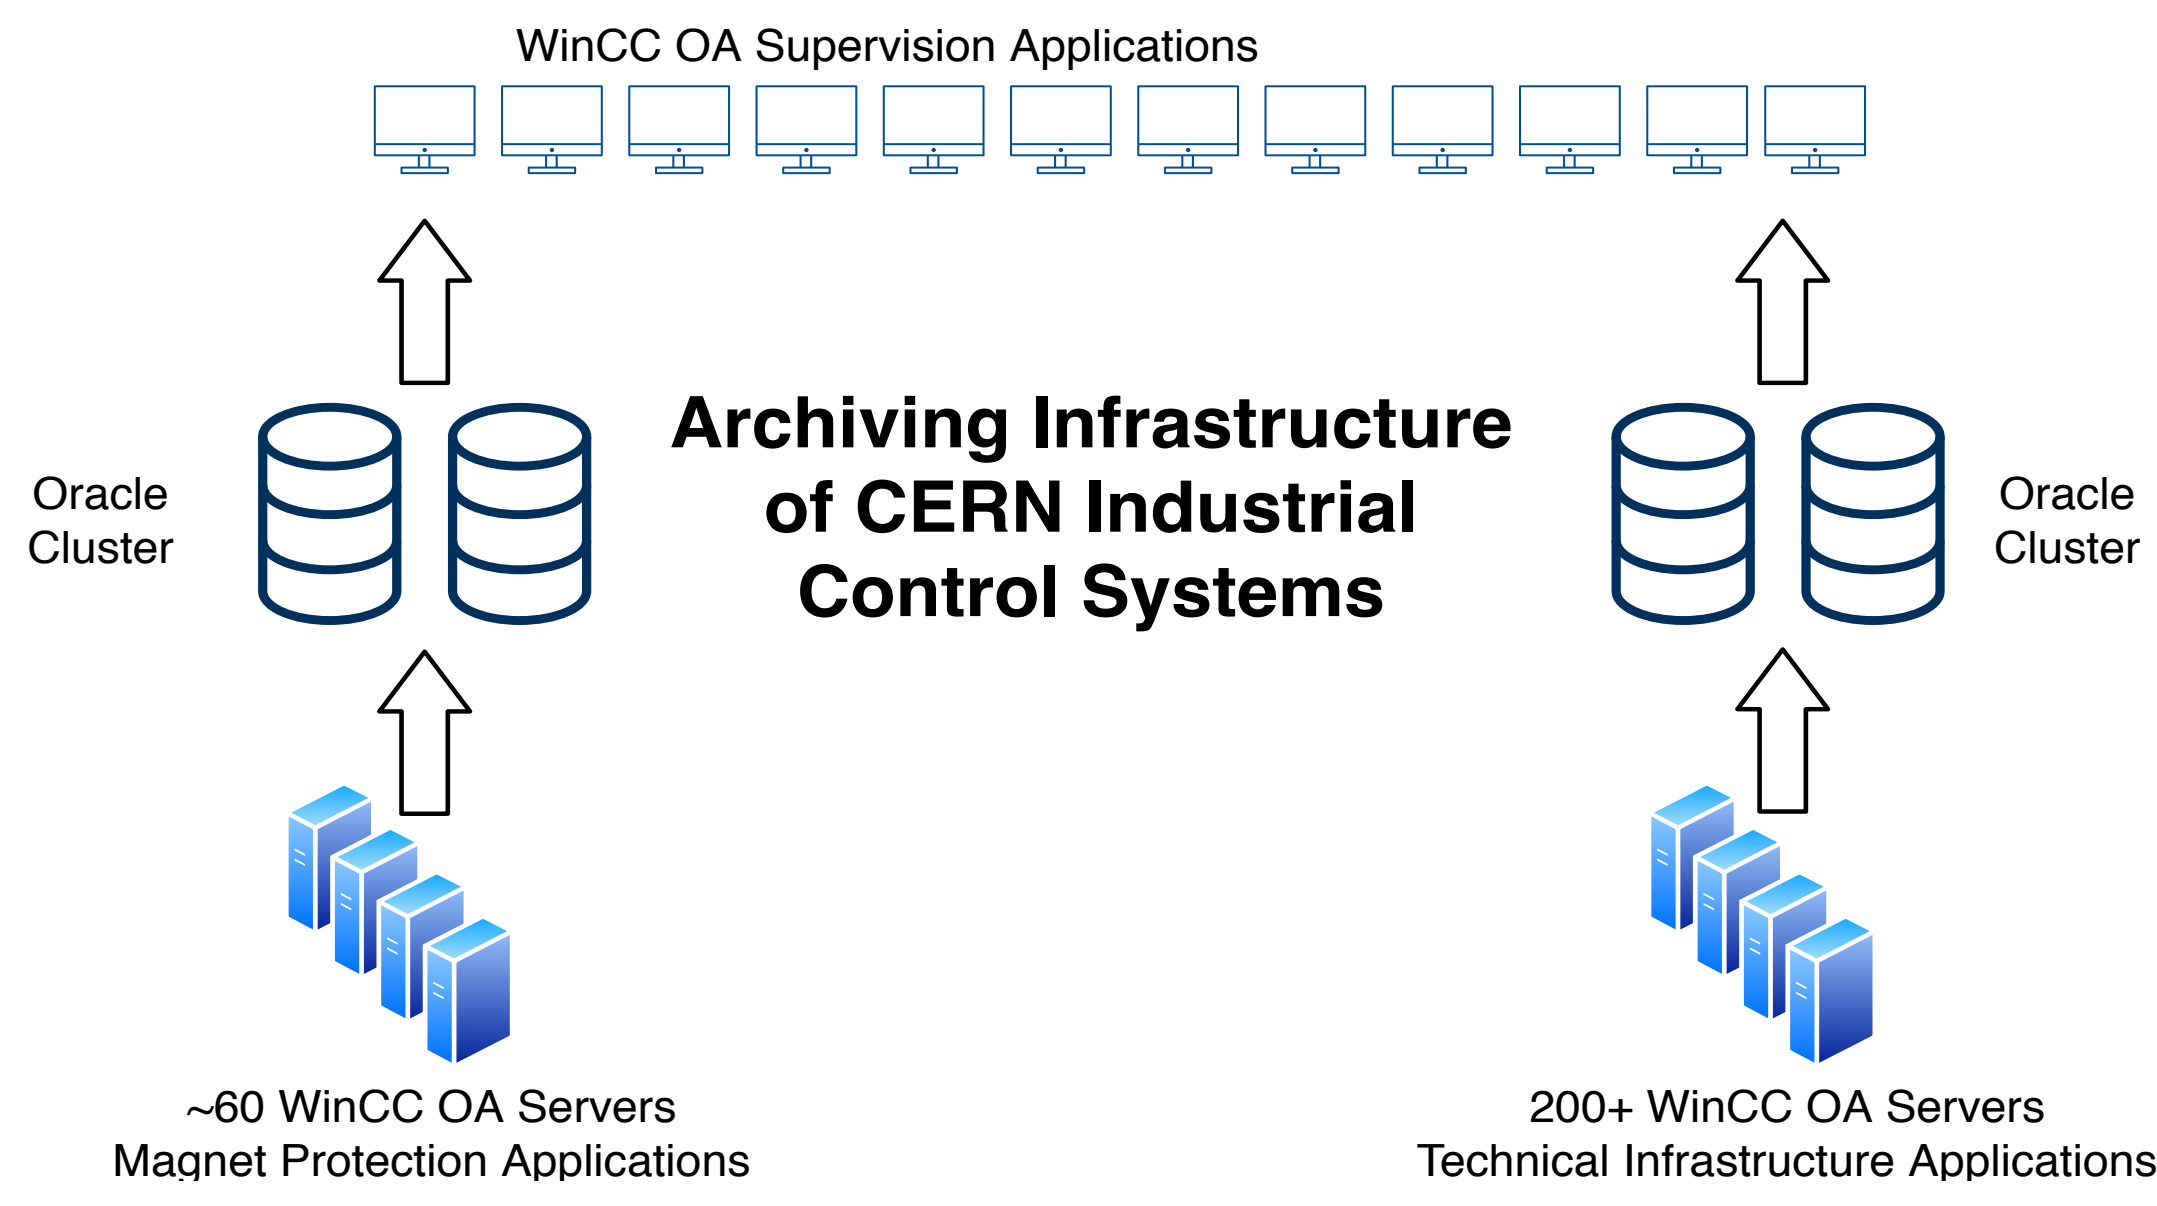 WinCC OA Supervision Applications
Archiving Infrastructure
of CERN Industrial
Control Systems
Oracle
Cluster
Oracle
Cluster
~60 WinCC OA Servers
Magnet Protection Applications
200+ WinCC OA Servers
Technical Infrastructure Applications